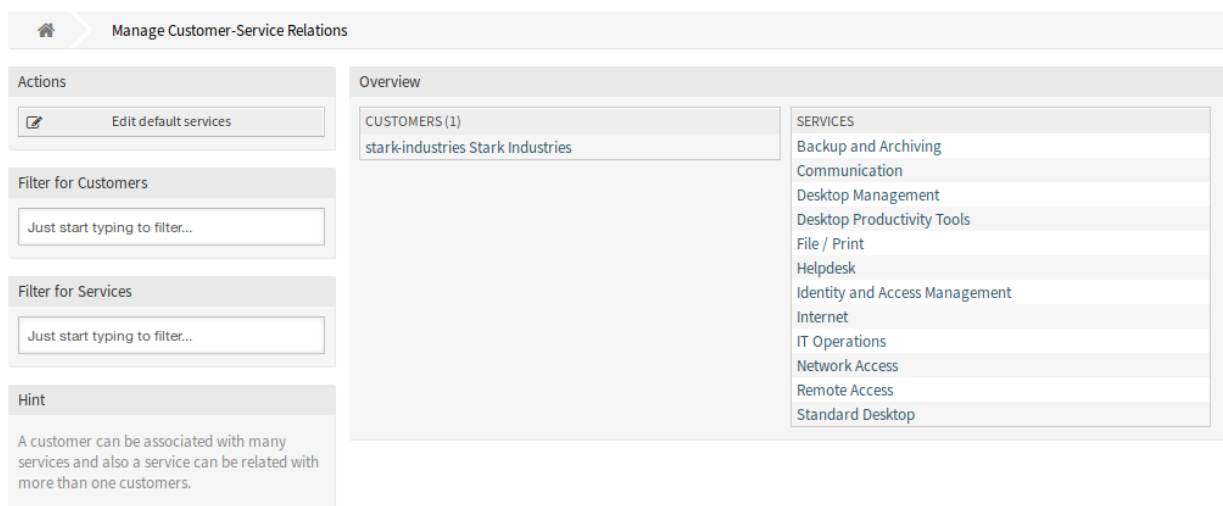 Manage Customer-Service Relations
Actions
Edit default services
Filter for Customers
Just start typing to filter...
Filter for Services
Just start typing to filter...
Hint
A customer can be associated with many
services and also a service can be related with
more than one customers.
Overview
CUSTOMERS (1)
stark-industries Stark Industries
SERVICES
Backup and Archiving
Communication
Desktop Management
Desktop Productivity Tools
File / Print
Helpdesk
Identity and Access Management
Internet
IT Operations
Network Access
Remote Access
Standard Desktop